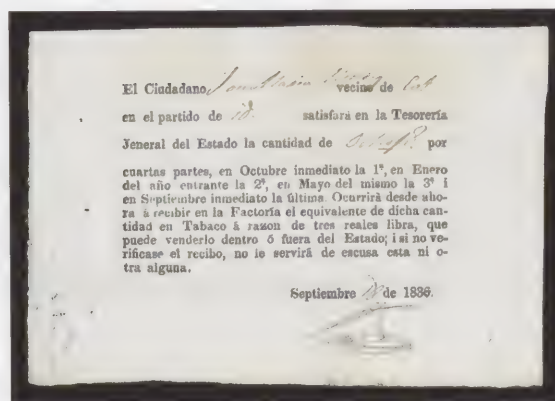 El Ciudadano, vecino de
en el partido de id. satisfará en la Tesorería
Jeneral del Estado la cantidad de por
cuartas partes, en Octubre inmediato la 1ª, en Enero
del año entrante la 2ª, en Mayo del mismo la 3ª i
en Septiembre inmediato la última. Ocurrirá desde aho-
ra á recibir en la Factoría el equivalente de dicha can-
tidad en Tabaco á razon de tres reales libra, que
puede venderlo dentro ó fuera del Estado; i si no ve-
rificase el recibo, no le servirá de escusa esta ni o-
tra alguna.
Septiembre de 1836.